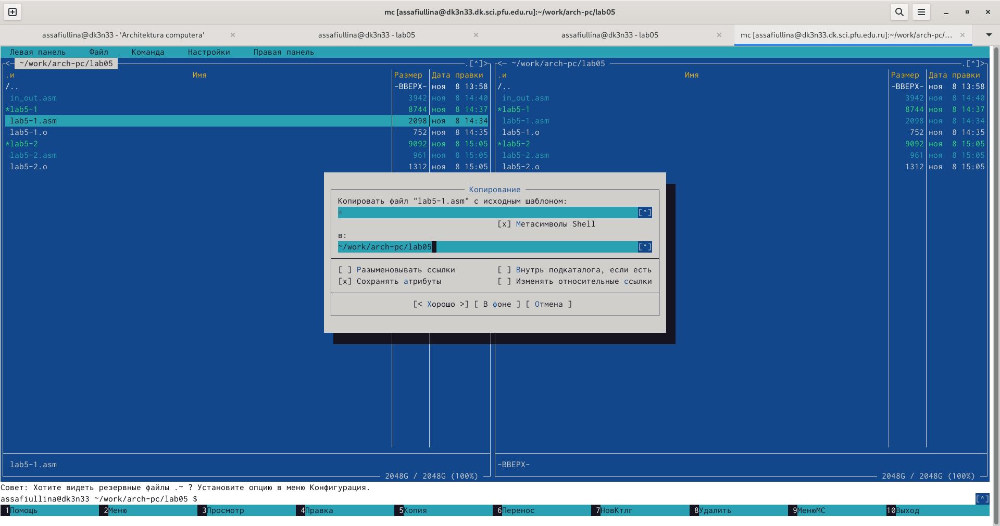 mc [assafiullina@dk3n33.dk.sci.pfu.edu.ru]:~/work/arch-pc/lab05
assafiullina@dk3n33 - 'Architektura computera'
assafiullina@dk3n33 - lab05
assafiullina@dk3n33 - lab05
mc [assafiullina@dk3n33.dk.sci.pfu.edu.ru]:~/work/arch-pc/…
Левая панель Файл Команда Настройки Правая панель
<─ ~/work/arch-pc/lab05 .[^]> <─ ~/work/arch-pc/lab05 .[^]>
.и Имя Размер Дата правки .и Имя Размер Дата правки
/.. -ВВЕРХ- ноя 8 13:58 /.. -ВВЕРХ- ноя 8 13:58
in_out.asm 3942 ноя 8 14:40 in_out.asm 3942 ноя 8 14:40
*lab5-1 8744 ноя 8 14:37 *lab5-1 8744 ноя 8 14:37
lab5-1.asm 2098 ноя 8 14:34 lab5-1.asm 2098 ноя 8 14:34
lab5-1.o 752 ноя 8 14:35 lab5-1.o 752 ноя 8 14:35
*lab5-2 9092 ноя 8 15:05 *lab5-2 9092 ноя 8 15:05
lab5-2.asm 961 ноя 8 15:05 lab5-2.asm 961 ноя 8 15:05
lab5-2.o 1312 ноя 8 15:05 lab5-2.o 1312 ноя 8 15:05
Копирование
Копировать файл "lab5-1.asm" с исходным шаблоном:
* [^]
[x] Метасимволы Shell
в:
~/work/arch-pc/lab05 [^]
[ ] Разыменовывать ссылки [ ] Внутрь подкаталога, если есть
[x] Сохранять атрибуты [ ] Изменять относительные ссылки
[< Хорошо >] [ В фоне ] [ Отмена ]
lab5-1.asm -ВВЕРХ-
2048G / 2048G (100%) 2048G / 2048G (100%)
Совет: Хотите видеть резервные файлы .~ ? Установите опцию в меню Конфигурация.
assafiullina@dk3n33 ~/work/arch-pc/lab05 $ [^]
1Помощь 2Меню 3Просмотр 4Правка 5Копия 6Перенос 7НовКтлг 8Удалить 9МенюMC 10Выход